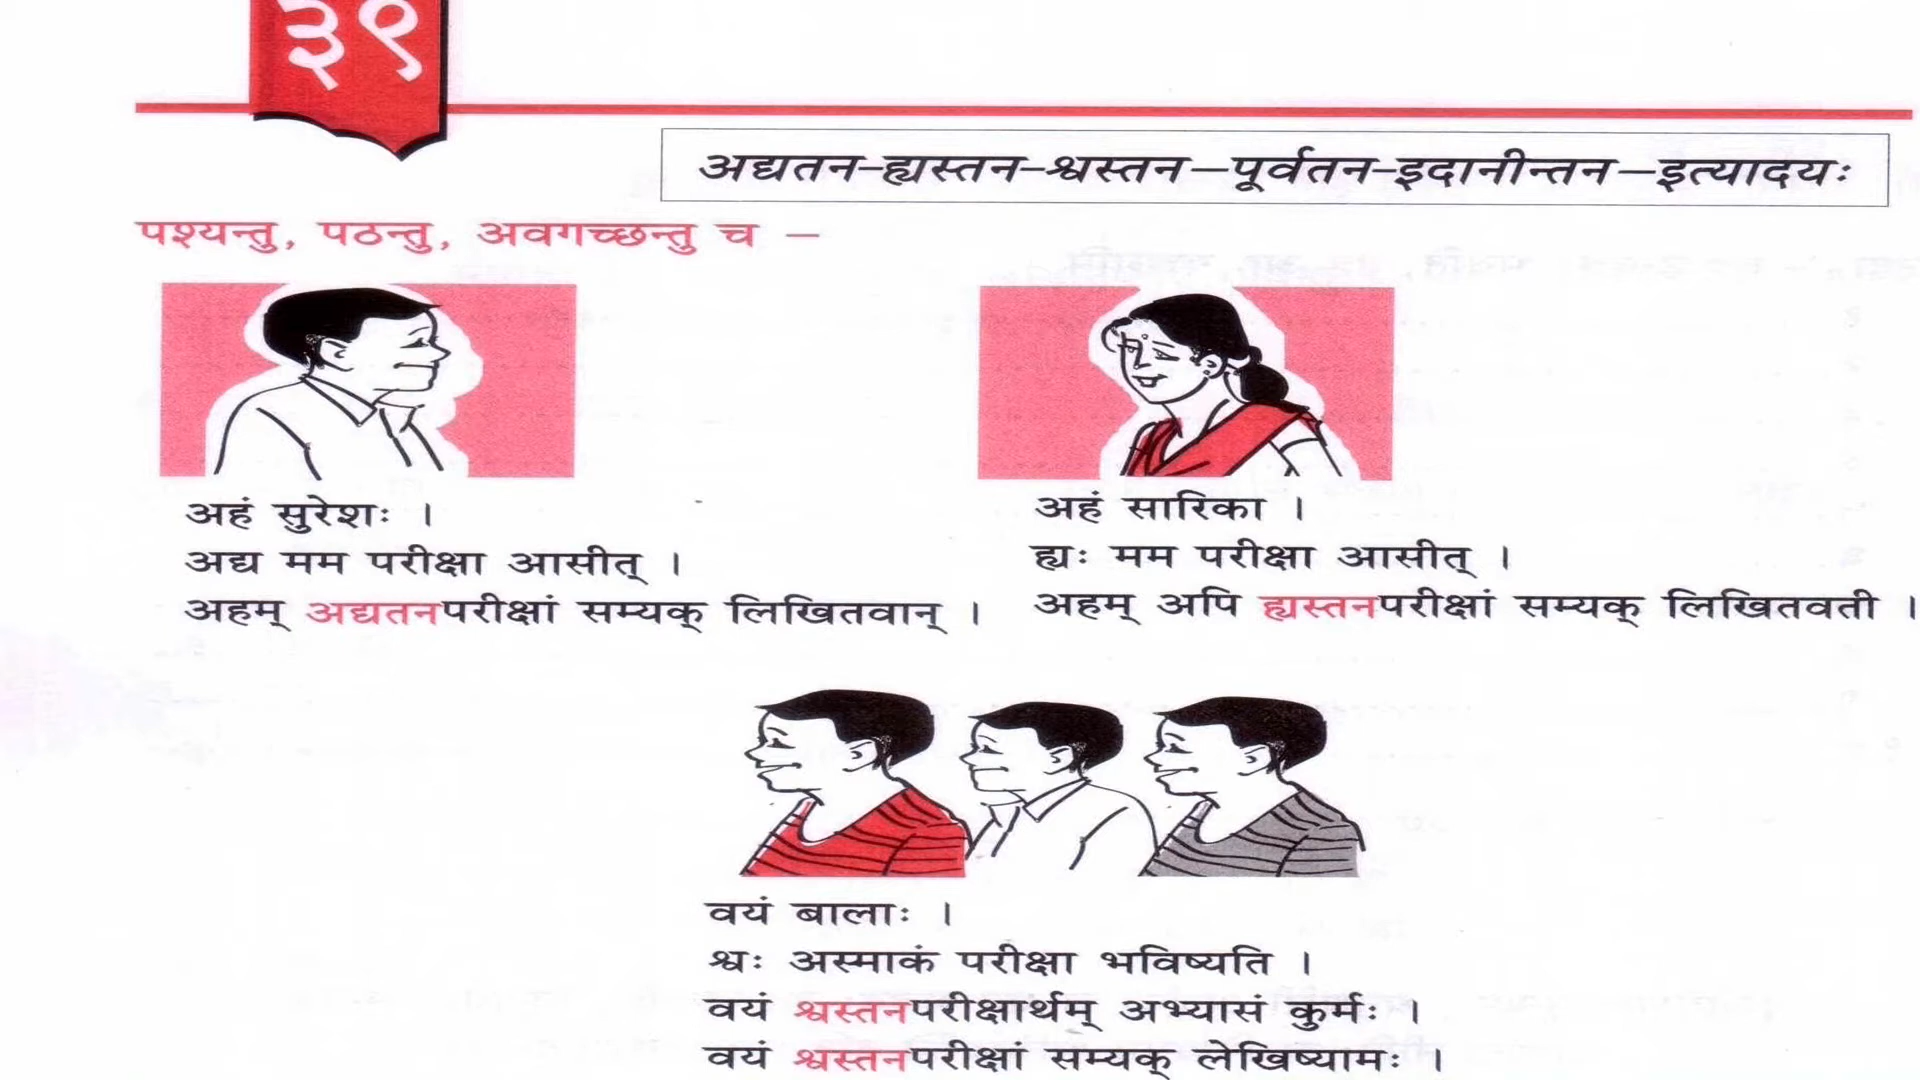 ३९
अद्यतन–ह्यस्तन–श्वस्तन–पूर्वतन–इदानीन्तन–इत्यादयः
पश्यन्तु, पठन्तु, अवगच्छन्तु च –
अहं सुरेशः ।
अद्य मम परीक्षा आसीत् ।
अहम् अद्यतनपरीक्षां सम्यक् लिखितवान् ।
अहं सारिका ।
ह्यः मम परीक्षा आसीत् ।
अहम् अपि ह्यस्तनपरीक्षां सम्यक् लिखितवती ।
वयं बालाः ।
श्वः अस्माकं परीक्षा भविष्यति ।
वयं श्वस्तनपरीक्षार्थम् अभ्यासं कुर्मः ।
वयं श्वस्तनपरीक्षां सम्यक् लेखिष्यामः ।